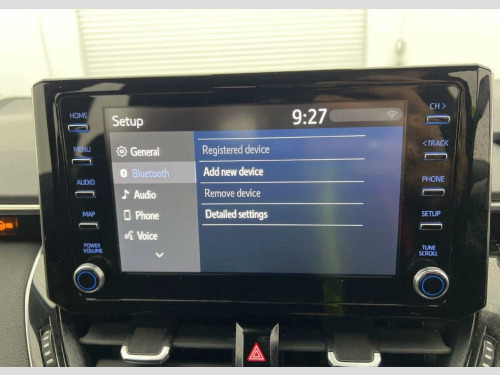 HOME
MENU
AUDIO
MAP
POWER
VOLUME
Setup
9:27
General
Bluetooth
Audio
Phone
Voice
Registered device
Add new device
Remove device
Detailed settings
CH >
< TRACK
PHONE
SETUP
TUNE
SCROLL